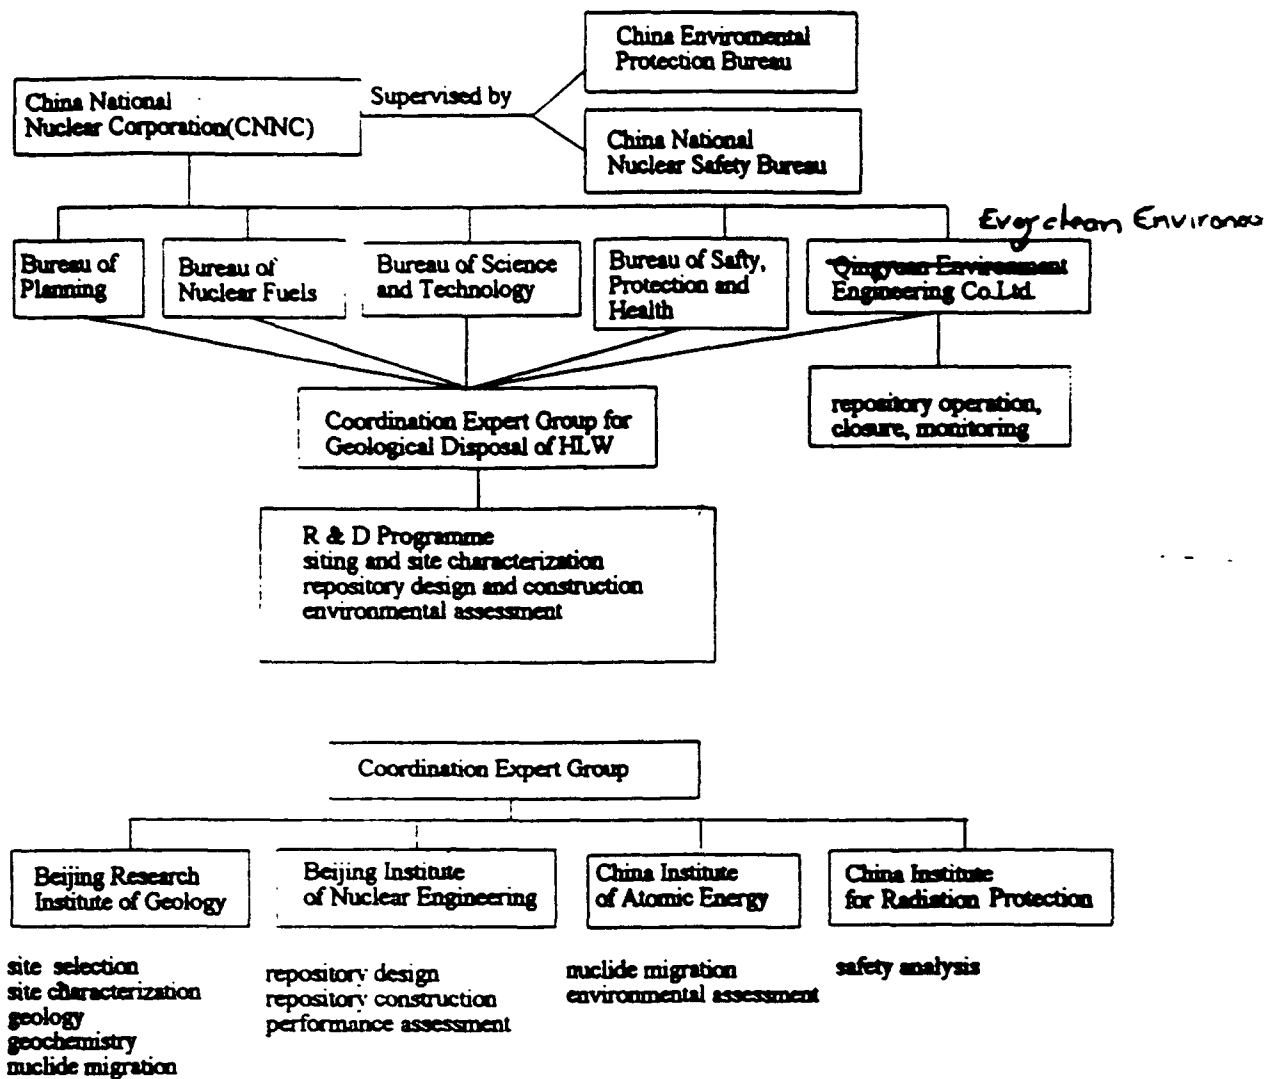 China Enviromental
Protection Bureau
China National
Nuclear Corporation(CNNC)
Supervised by
China National
Nuclear Safety Bureau
Everclean
Bureau of
Planning
Bureau of
Nuclear Fuels
Bureau of Science
and Technology
Bureau of Safty,
Protection and
Health
Qingyuan Environment
Engineering Co.Ltd.
Coordination Expert Group for
Geological Disposal of HLW
repository operation,
closure, monitoring
R & D Programme
siting and site characterization
repository design and construction
environmental assessment
Coordination Expert Group
Beijing Research
Institute of Geology
Beijing Institute
of Nuclear Engineering
China Institute
of Atomic Energy
China Institute
for Radiation Protection
site selection
site characterization
geology
geochemistry
nuclide migration
repository design
repository construction
performance assessment
nuclide migration
environmental assessment
safety analysis